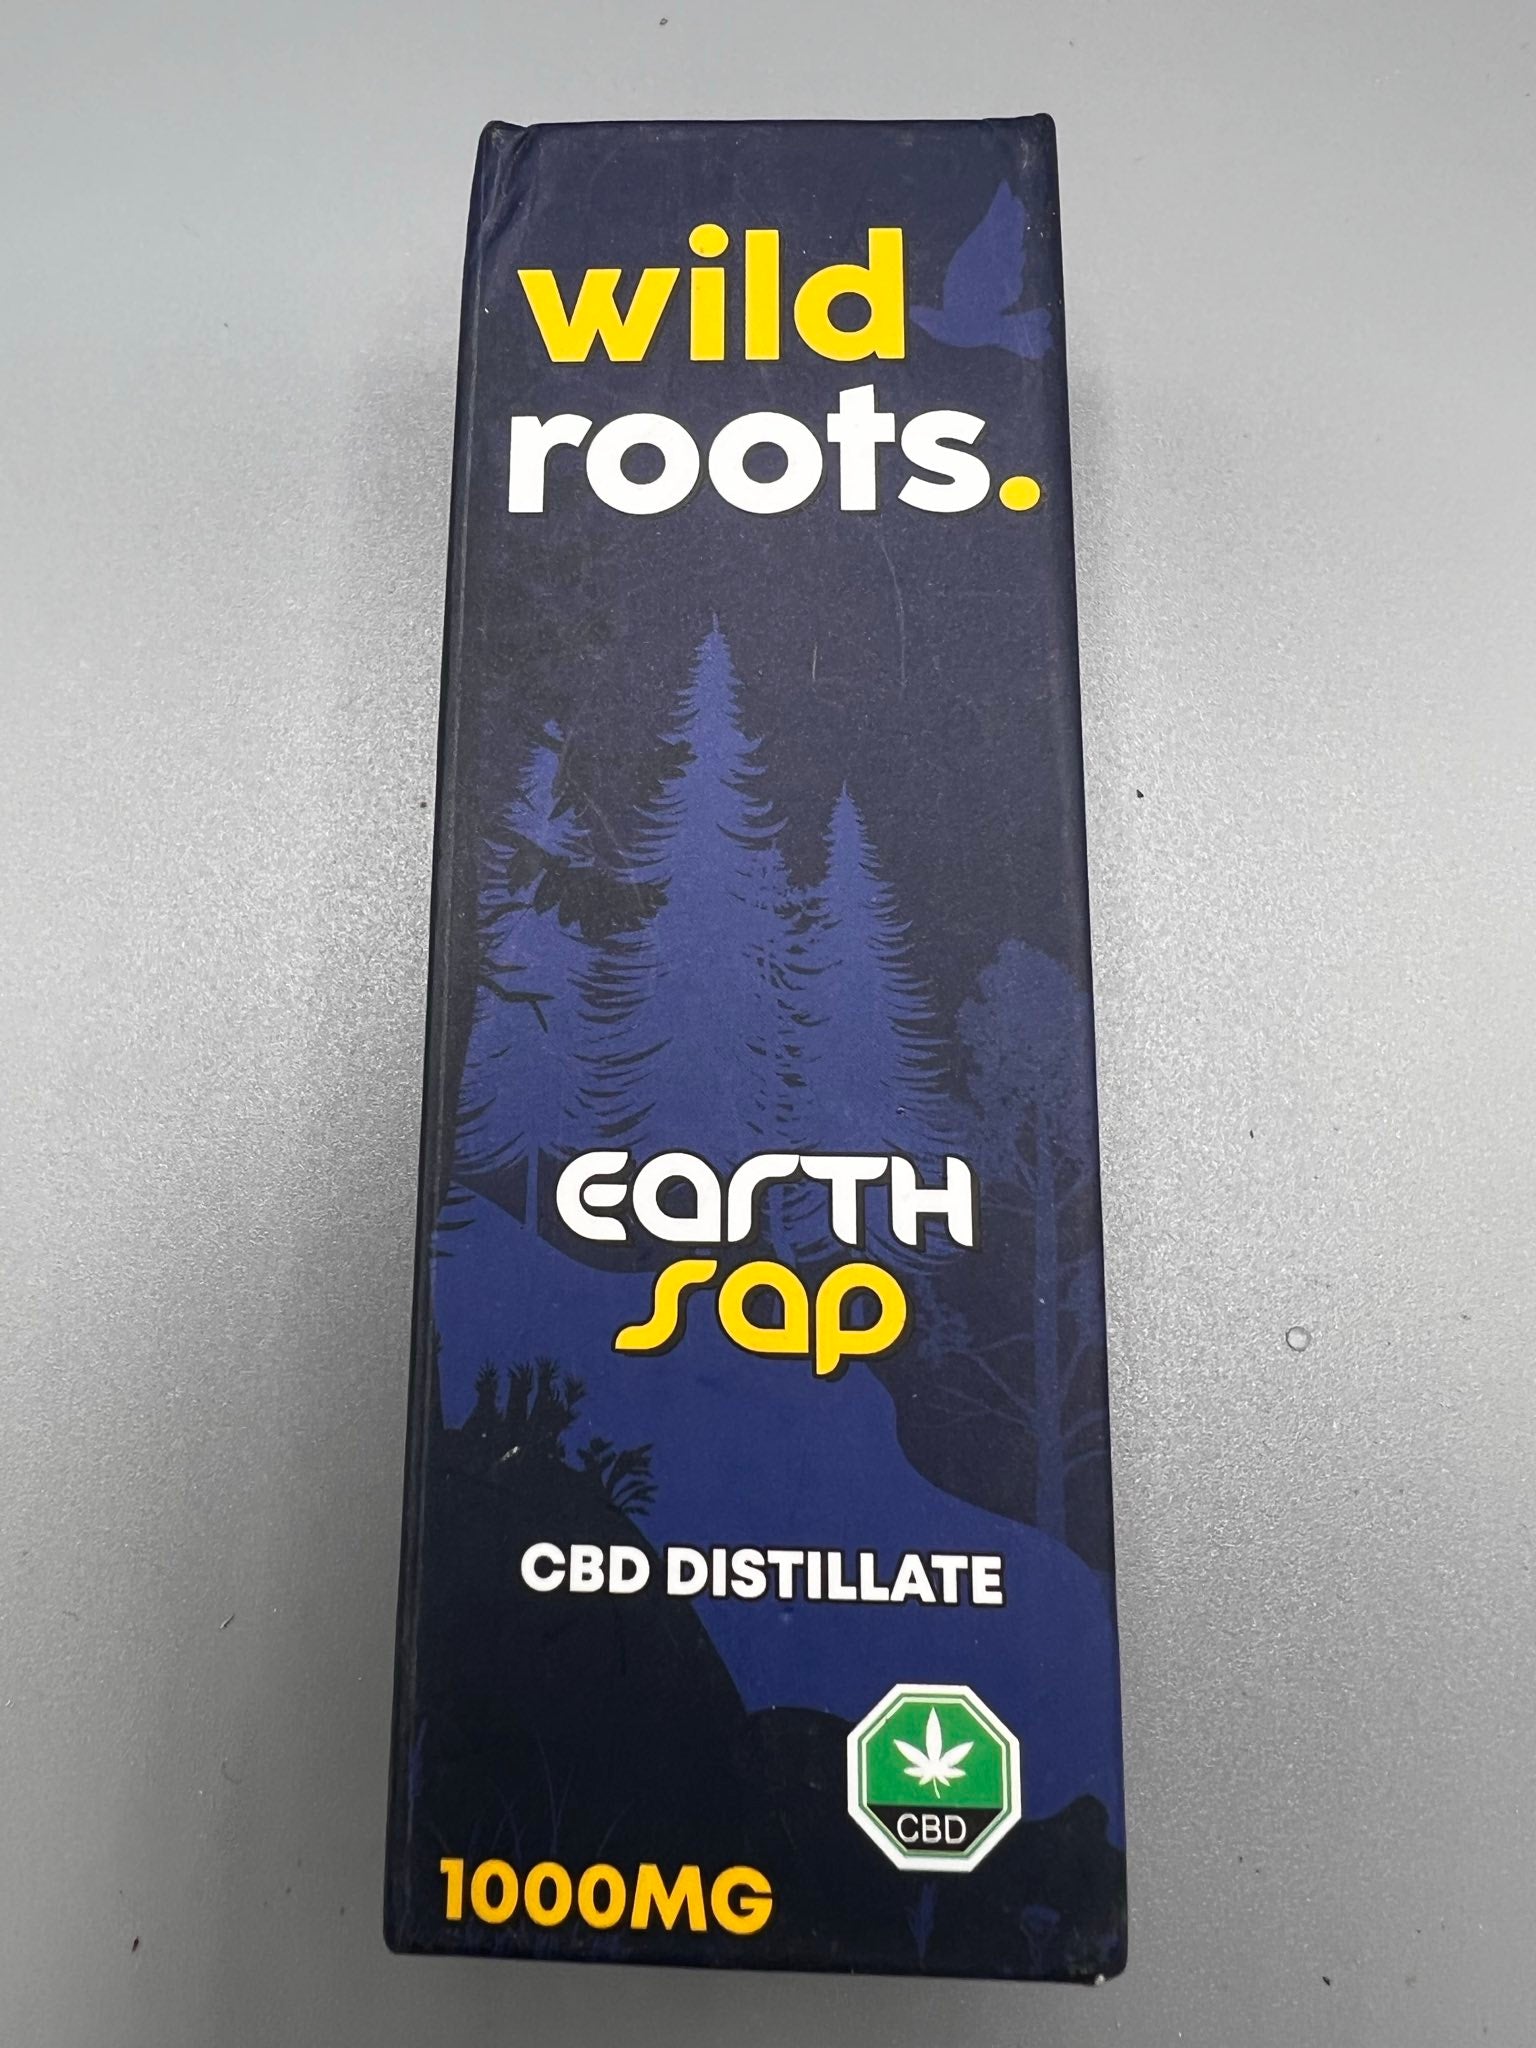 wild
roots.
EARTH
sap
CBD DISTILLATE
CBD
1000MG